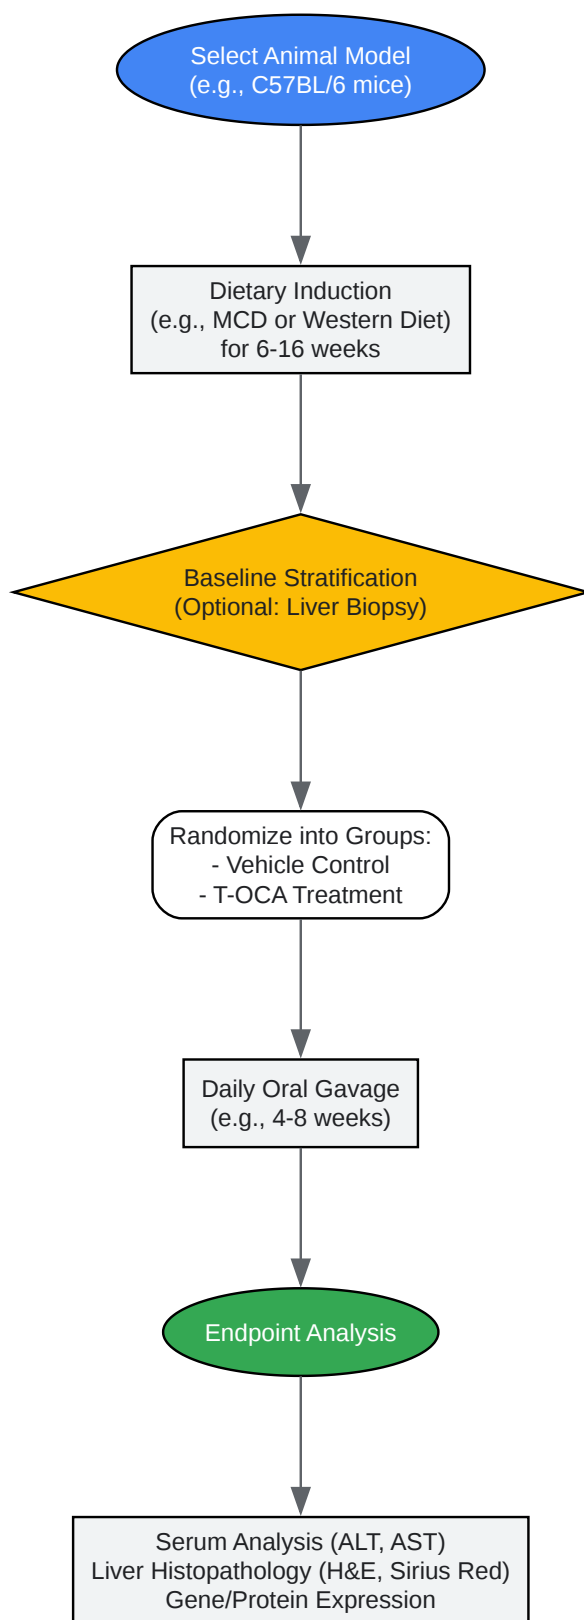 Select Animal Model
(e.g., C57BL/6 mice)
Dietary Induction
(e.g., MCD or Western Diet)
for 6-16 weeks
Baseline Stratification
(Optional: Liver Biopsy)
Randomize into Groups:
- Vehicle Control
- T-OCA Treatment
Daily Oral Gavage
(e.g., 4-8 weeks)
Endpoint Analysis
Serum Analysis (ALT, AST)
Liver Histopathology (H&E, Sirius Red)
Gene/Protein Expression